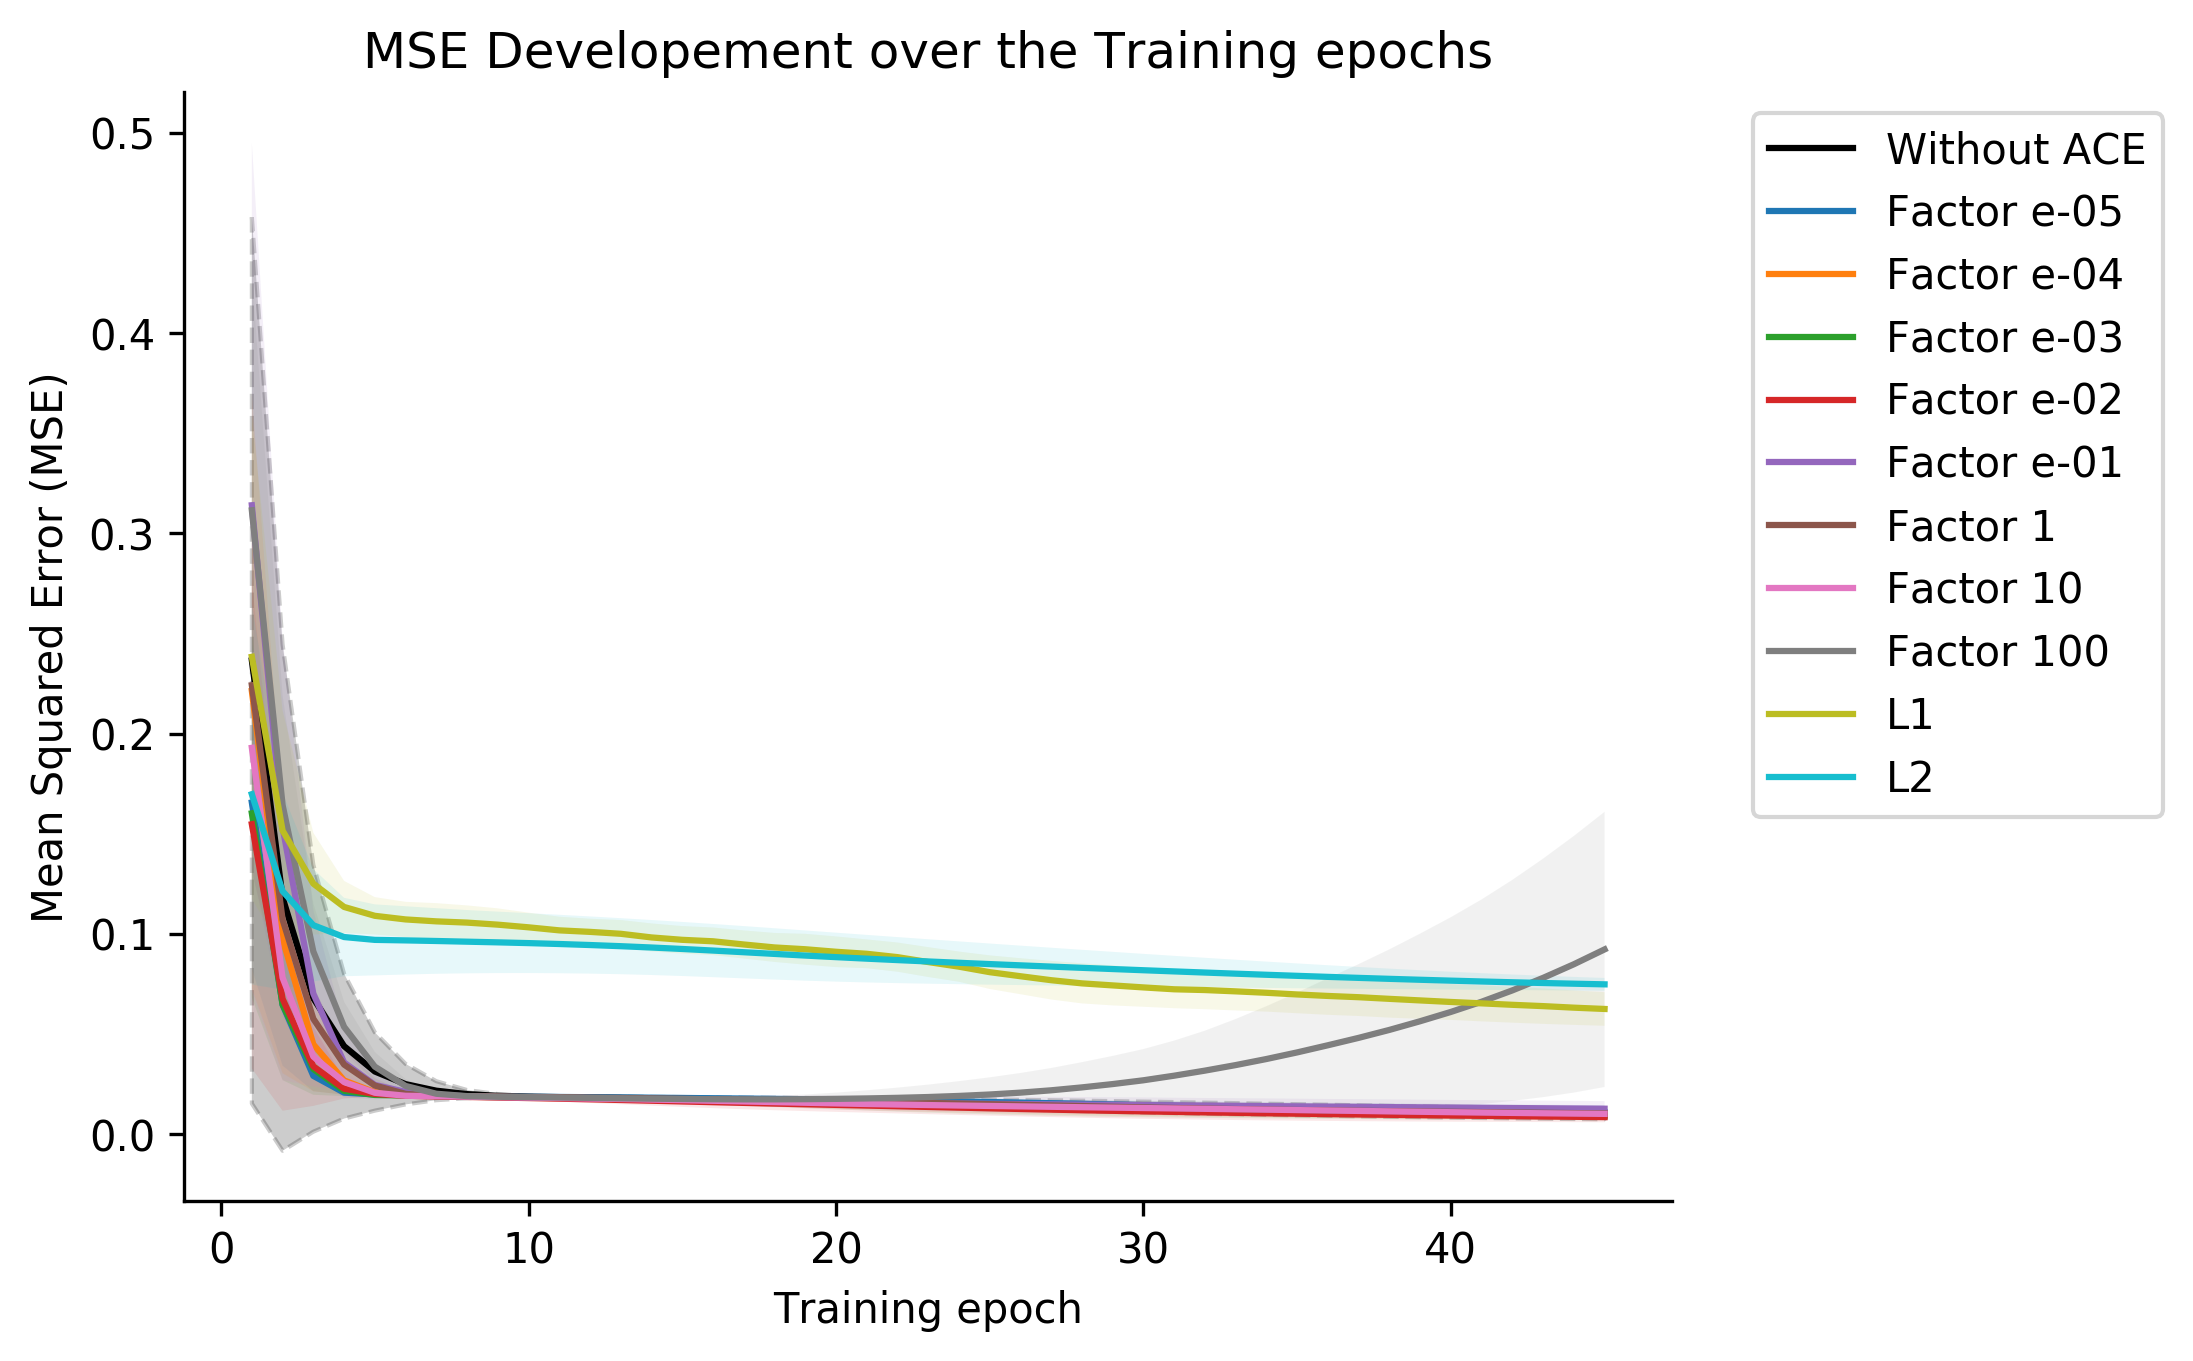 MSE Developement over the Training epochs
Mean Squared Error (MSE)
0.5
0.4
0.3
0.2
0.1
0.0
0 10 20 30 40
Training epoch
Without ACE
Factor e-05
Factor e-04
Factor e-03
Factor e-02
Factor e-01
Factor 1
Factor 10
Factor 100
L1
L2